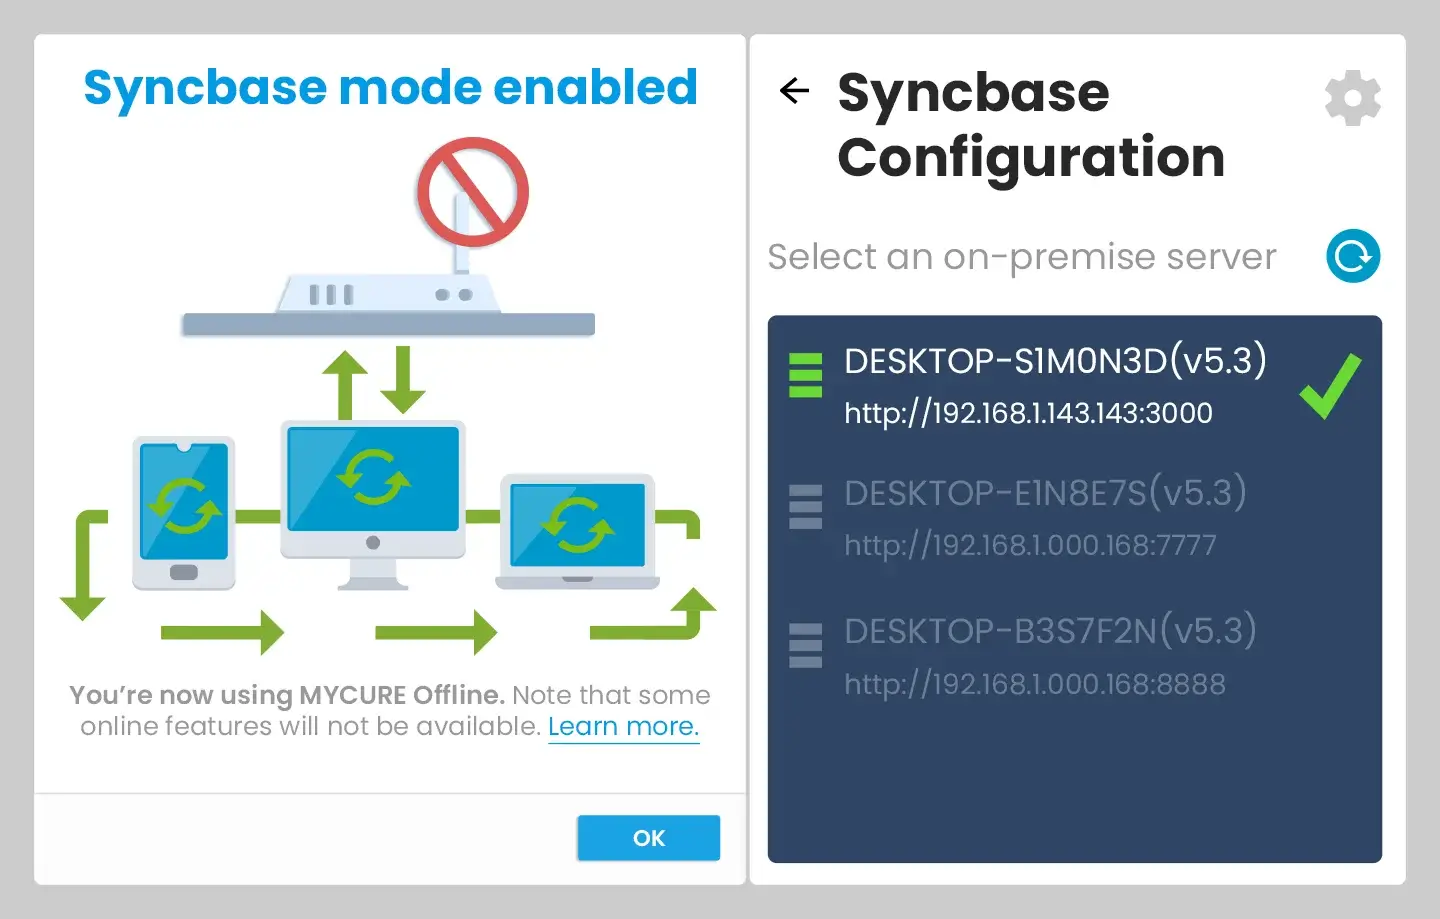 Syncbase mode enabled
You're now using MYCURE Offline. Note that some
online features will not be available. Learn more.
OK
Syncbase
Configuration
Select an on-premise server
DESKTOP-S1M0N3D(v5.3)
http://192.168.1.143.143:3000
DESKTOP-E1N8E7S(v5.3)
http://192.168.1.000.168:7777
DESKTOP-B3S7F2N(v5.3)
http://192.168.1.000.168:8888